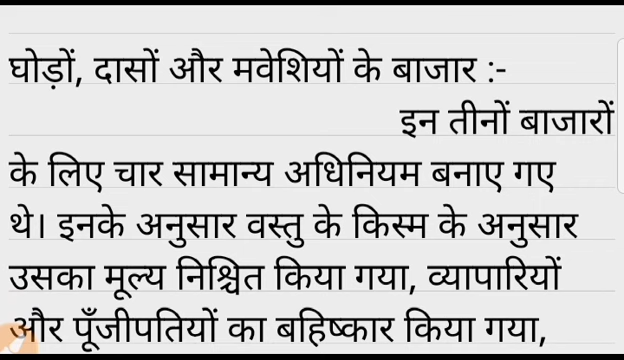 घोड़ों, दासों और मवेशियों के बाजार :-
इन तीनों बाजारों
के लिए चार सामान्य अधिनियम बनाए गए
थे। इनके अनुसार वस्तु के किस्म के अनुसार
उसका मूल्य निश्चित किया गया, व्यापारियों
और पूँजीपतियों का बहिष्कार किया गया,